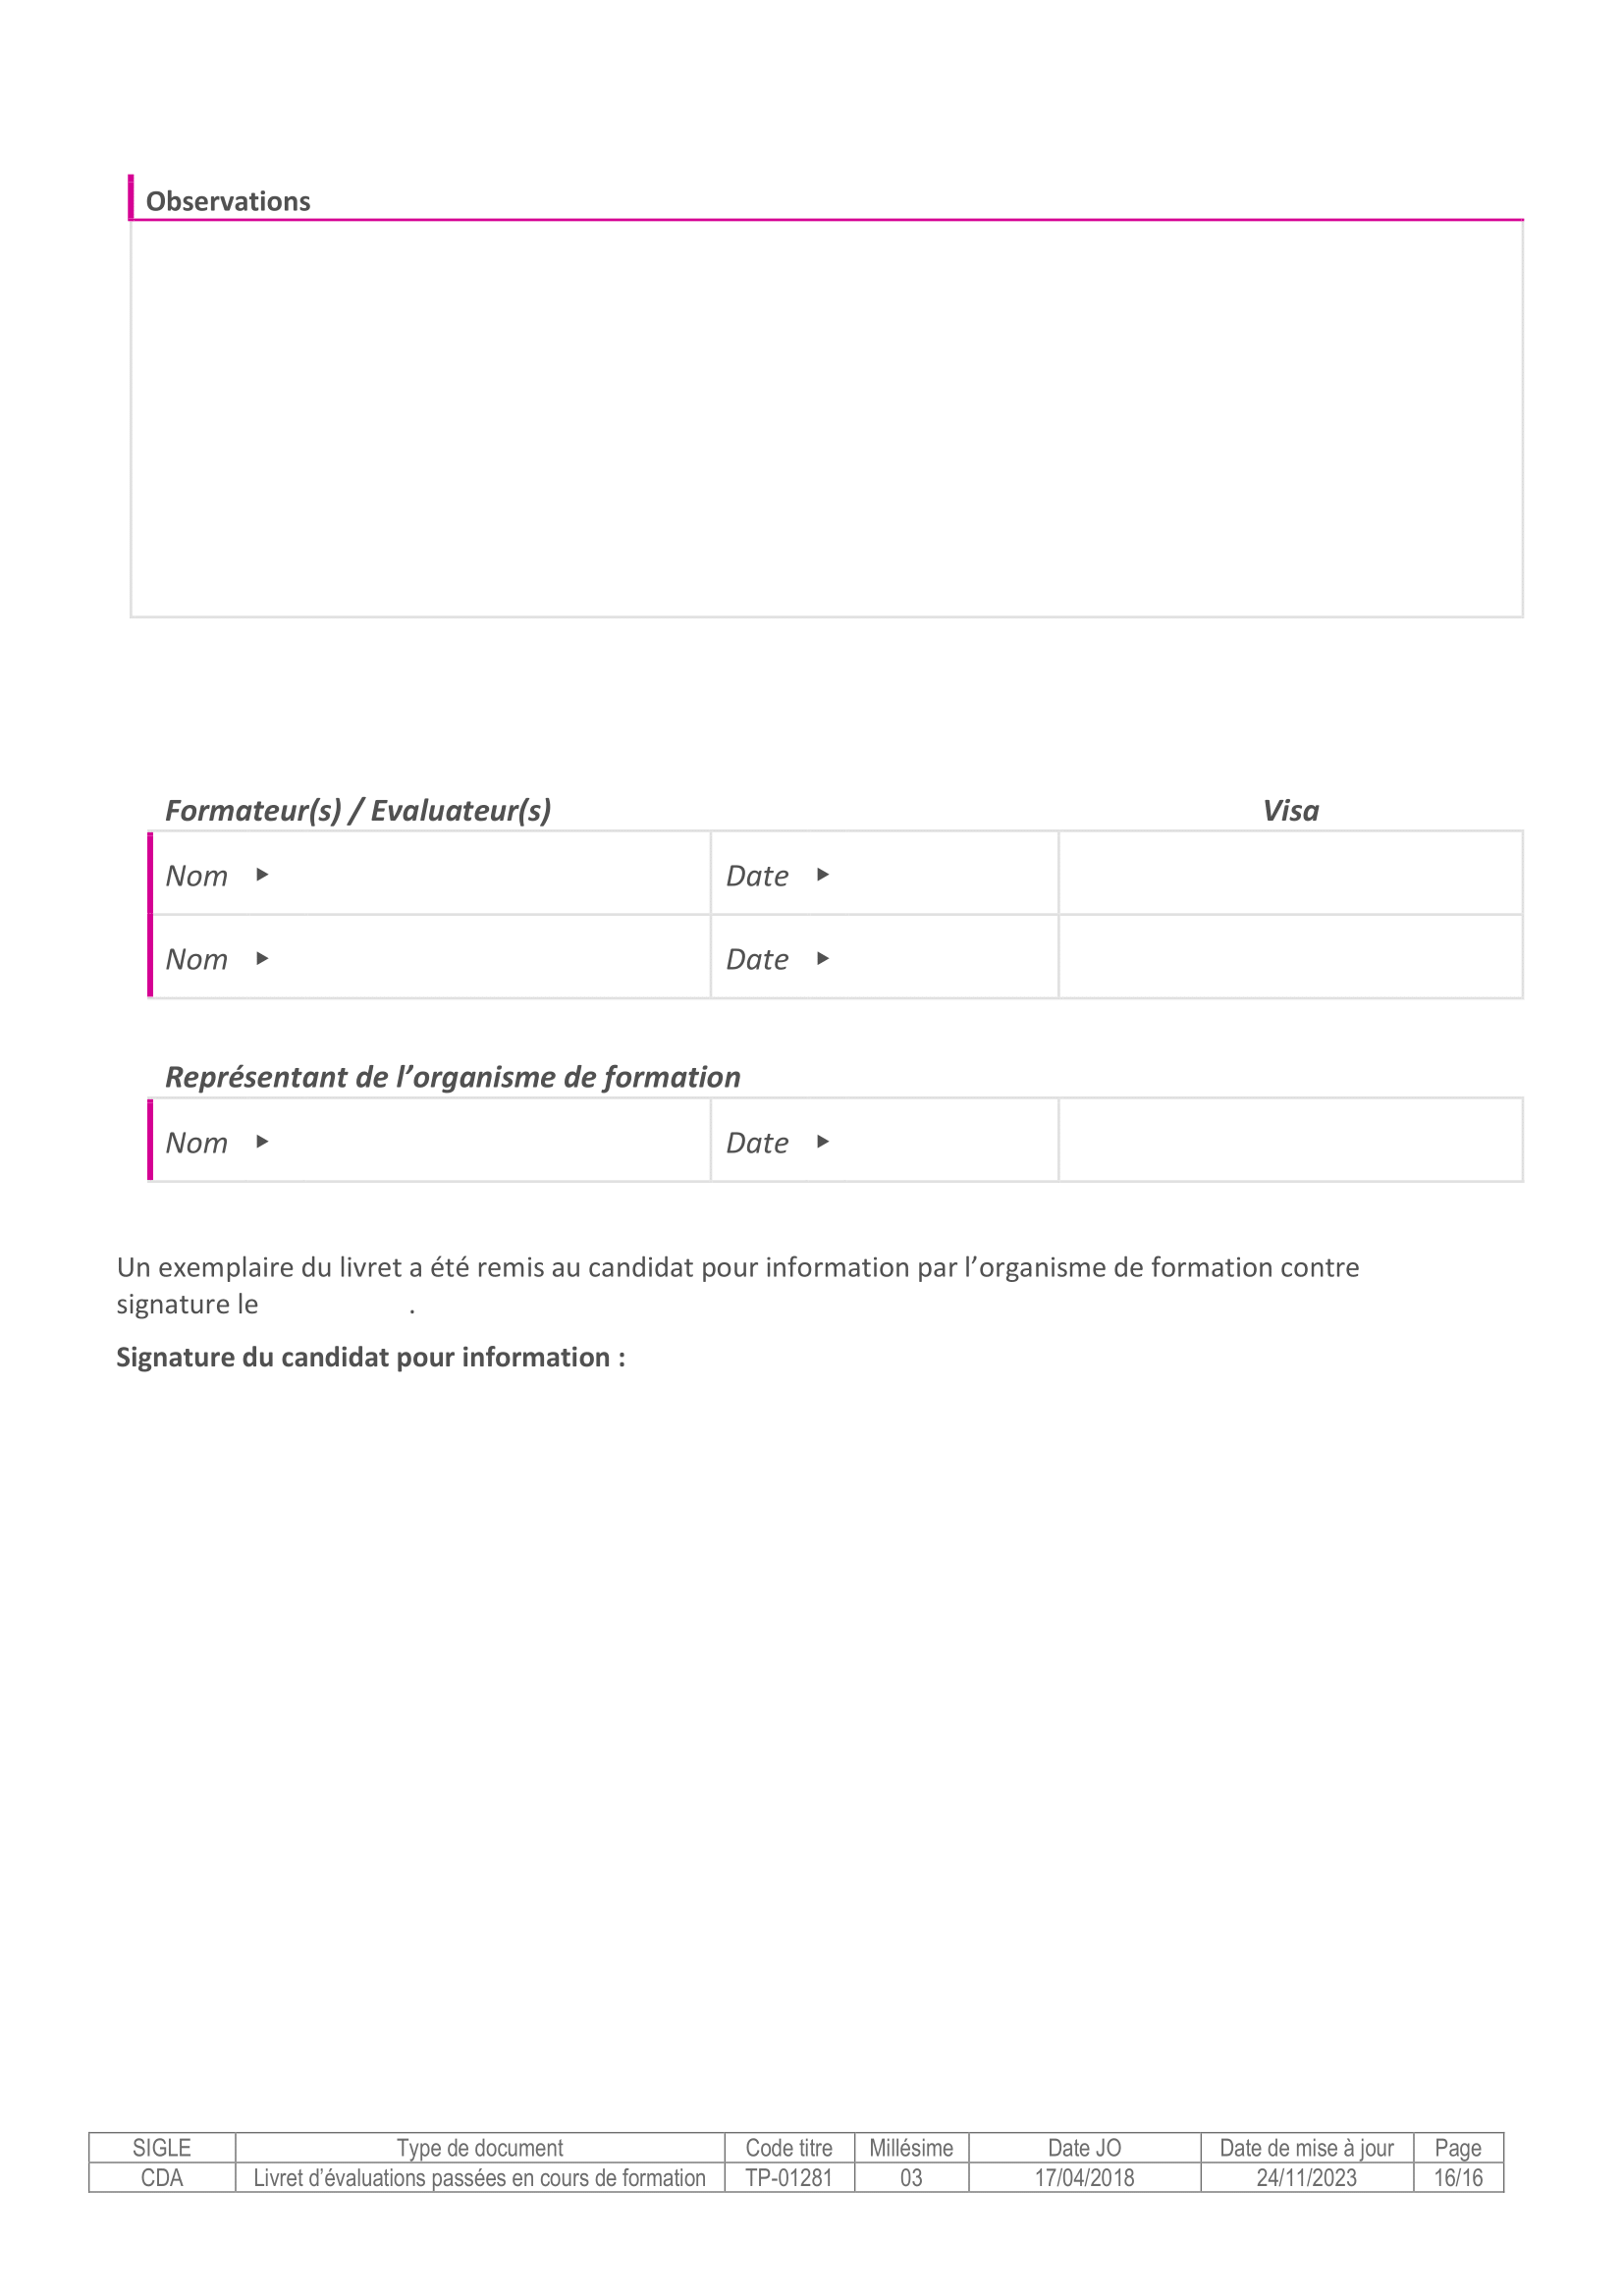 Observations
Formateur(s) / Evaluateur(s) Visa
Nom ▶ Date ▶
Nom ▶ Date ▶
Représentant de l’organisme de formation
Nom ▶ Date ▶
Un exemplaire du livret a été remis au candidat pour information par l’organisme de formation contre
signature le .
Signature du candidat pour information :
SIGLE Type de document Code titre Millésime Date JO Date de mise à jour Page
CDA Livret d’évaluations passées en cours de formation TP-01281 03 17/04/2018 24/11/2023 16/16